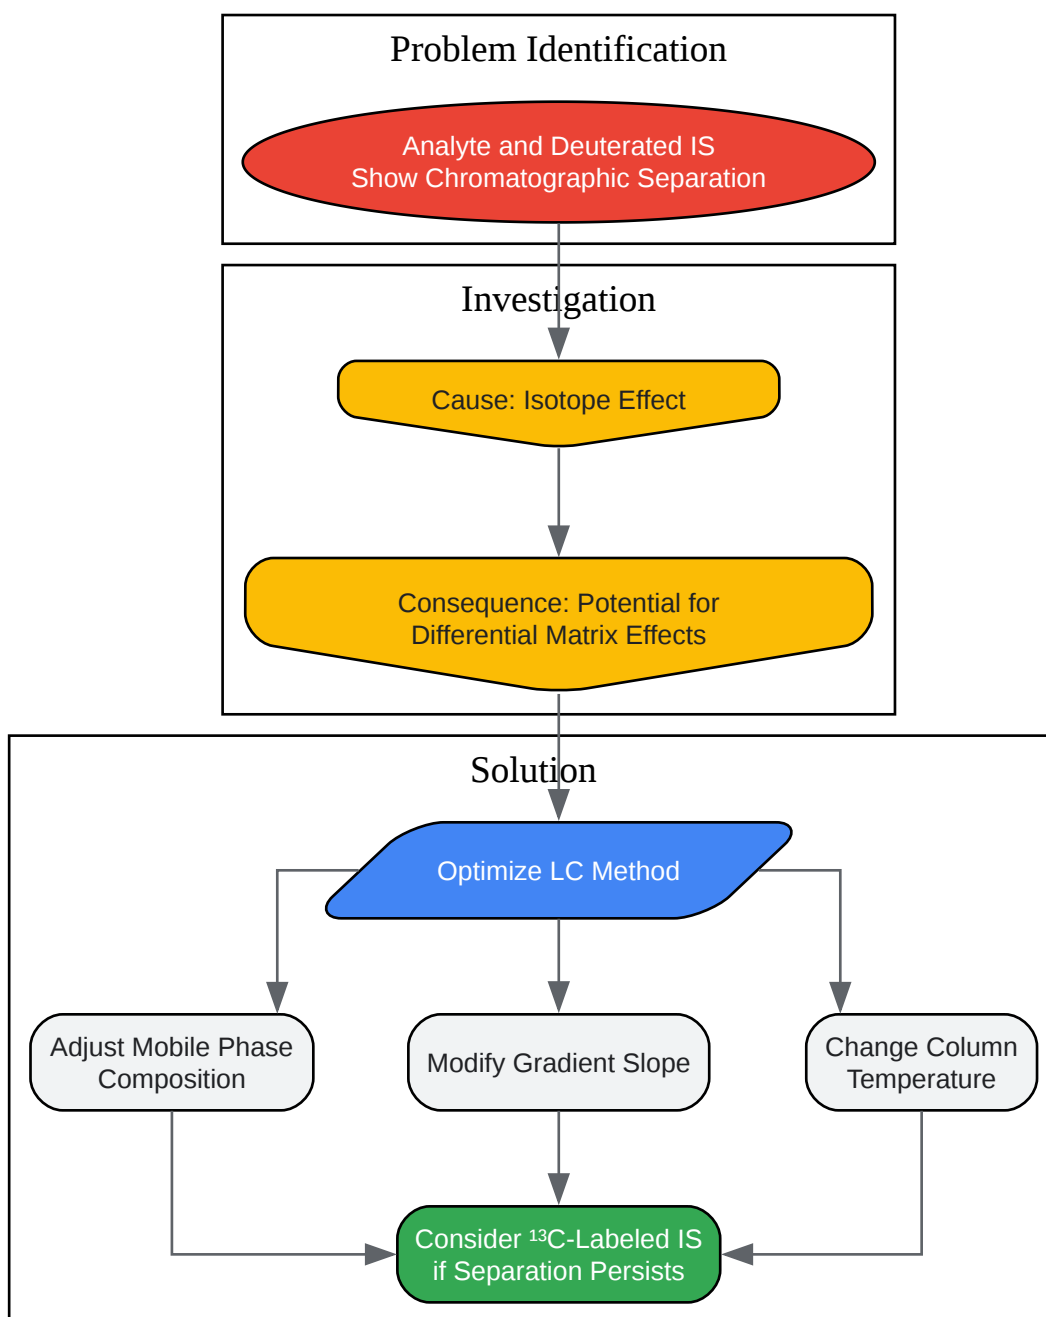 Problem Identification
Analyte and Deuterated IS
Show Chromatographic Separation
Investigation
Cause: Isotope Effect
Consequence: Potential for
Differential Matrix Effects
Solution
Optimize LC Method
Adjust Mobile Phase
Composition
Modify Gradient Slope
Change Column
Temperature
Consider ¹³C-Labeled IS
if Separation Persists